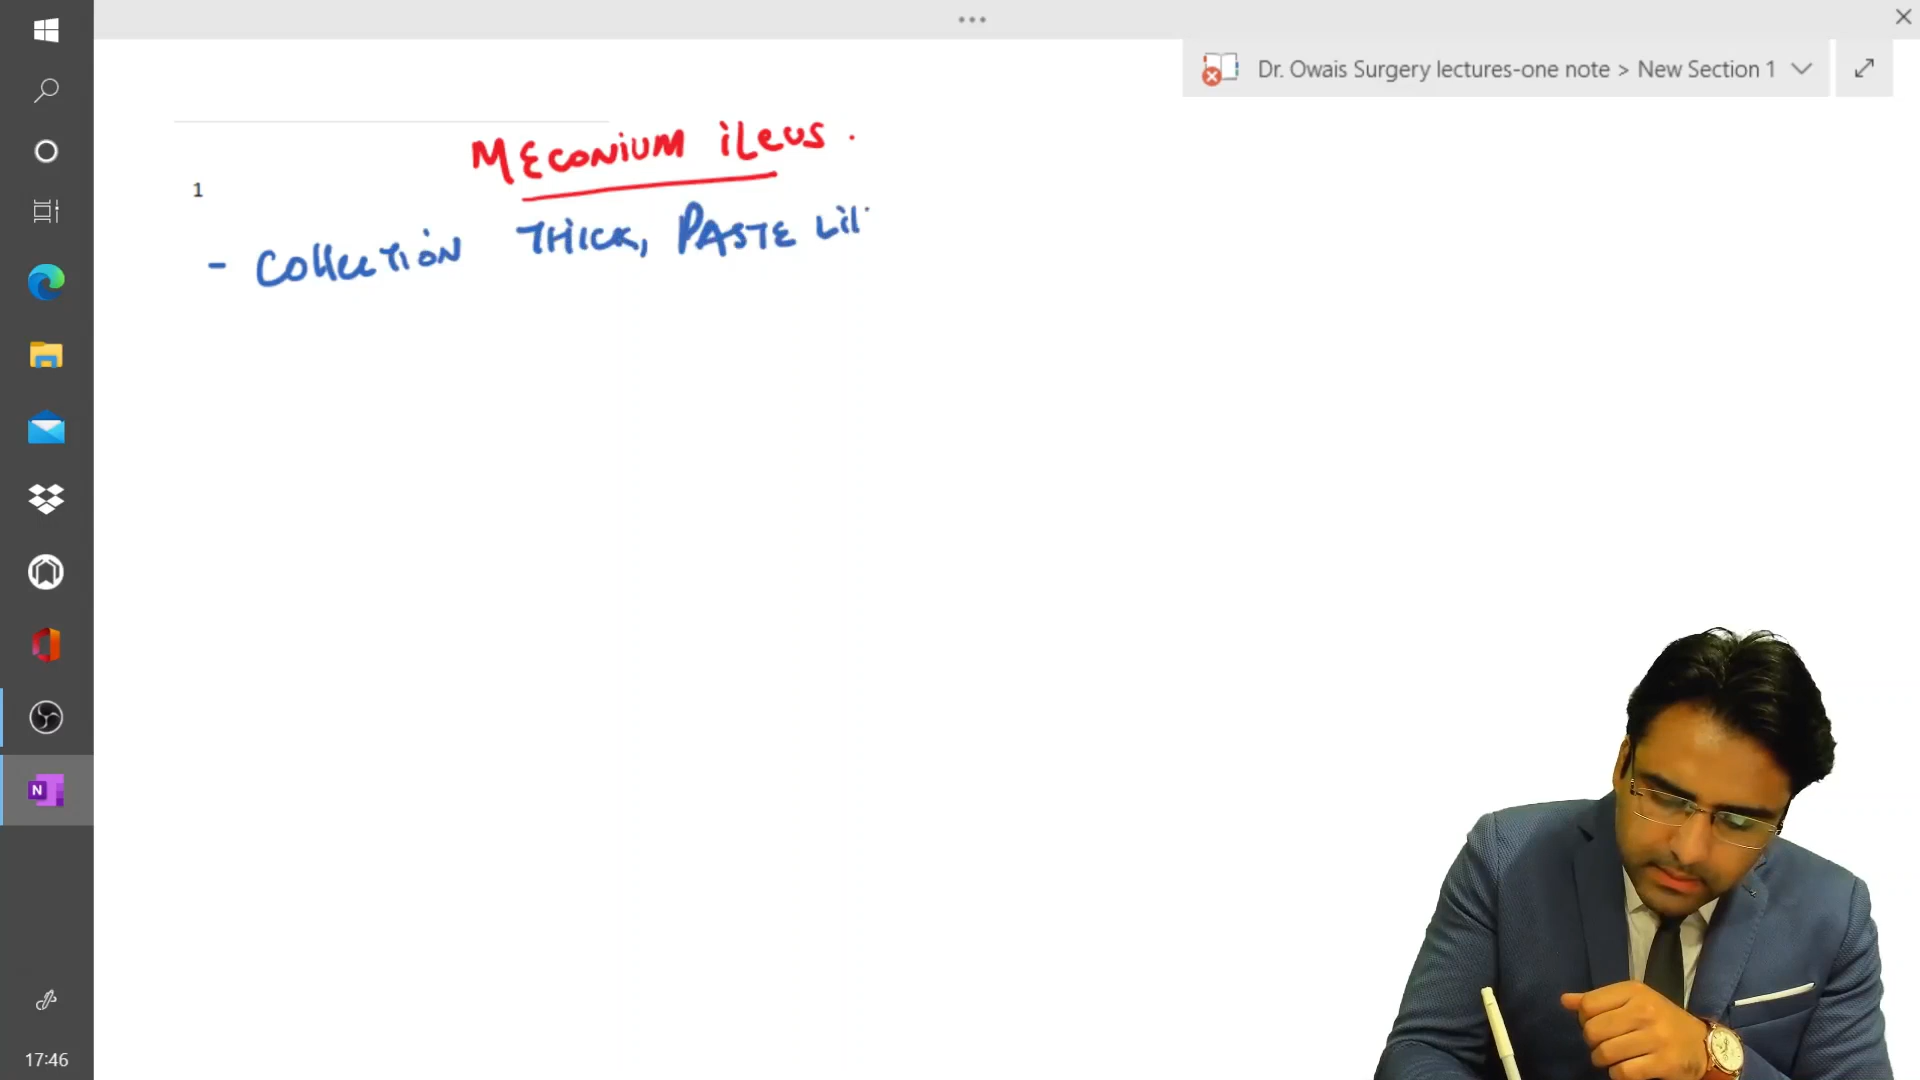 Dr. Owais Surgery lectures-one note > New Section 1
MECONIUM ILEUS.
1
- COLLECTION THICK, PASTE
N
17:46